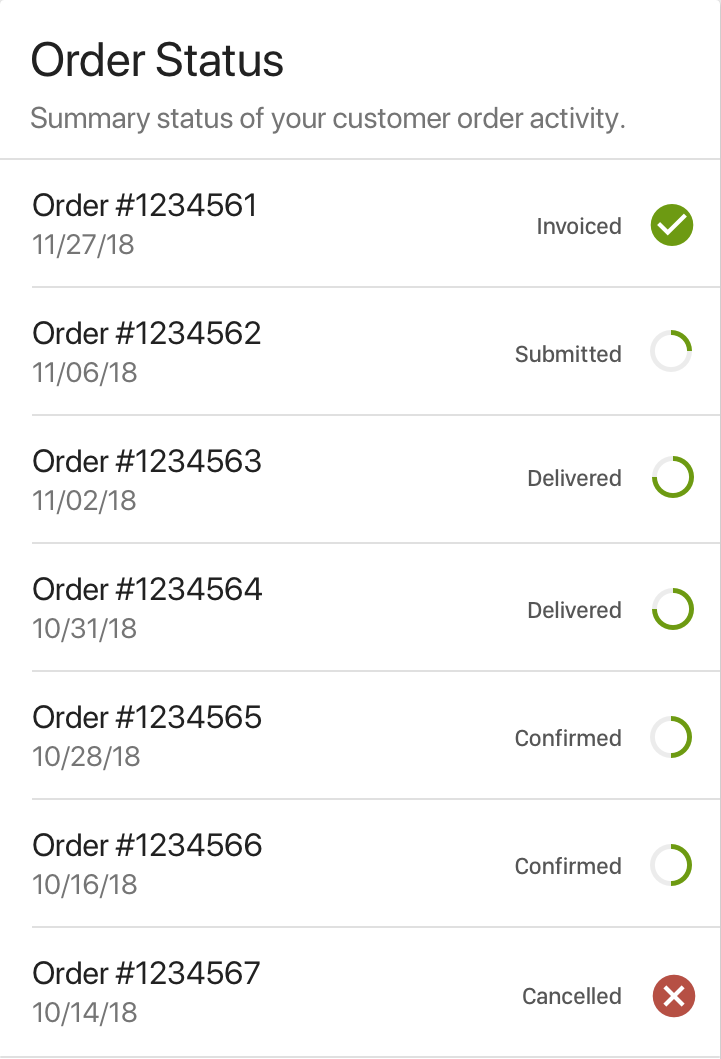 Order Status
Summary status of your customer order activity.
Order #1234561
Invoiced
11/27/18
Order #1234562
Submitted
11/06/18
Order #1234563
Delivered
11/02/18
Order #1234564
Delivered
10/31/18
Order #1234565
Confirmed
10/28/18
Order #1234566
Confirmed
10/16/18
Order #1234567
Cancelled
10/14/18